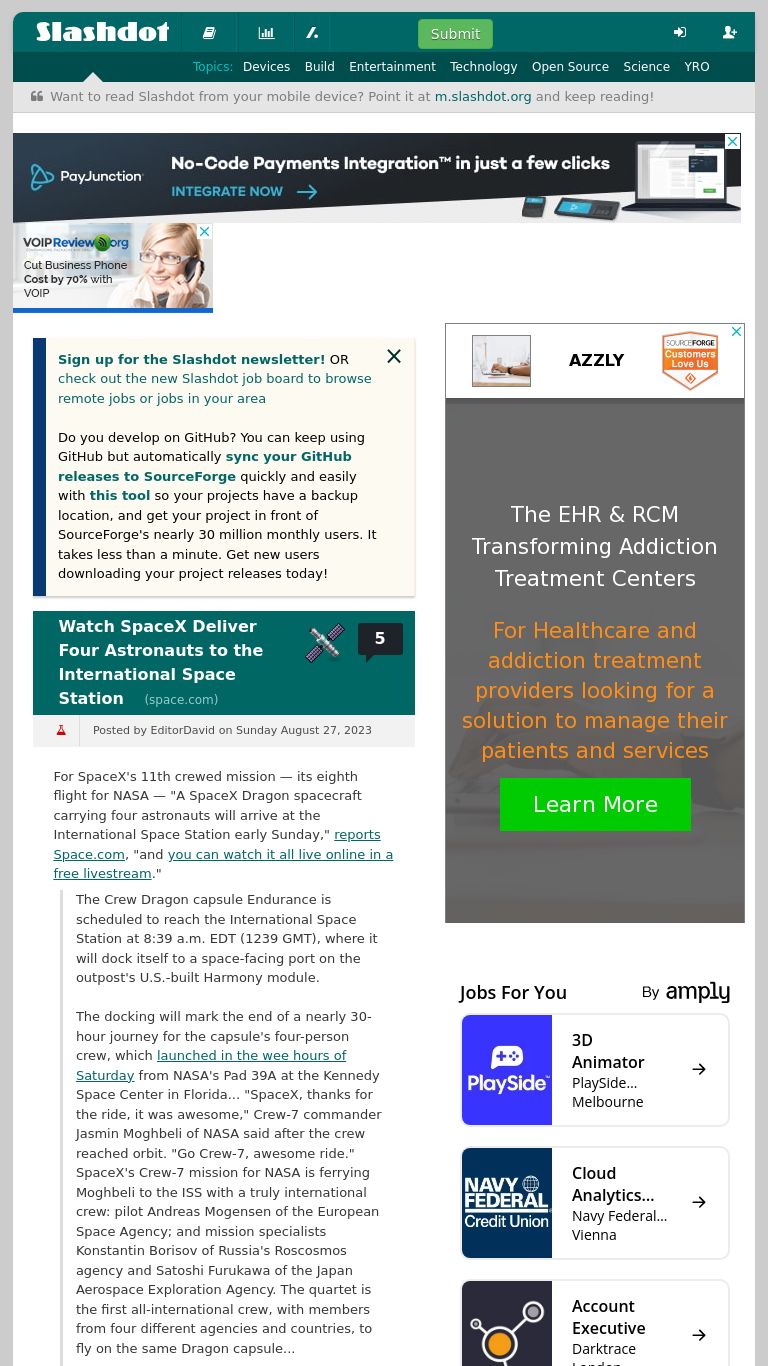 Slashdot
Submit
Topics: Devices Build Entertainment Technology Open Source Science YRO
Want to read Slashdot from your mobile device? Point it at m.slashdot.org and keep reading!
PayJunction
No-Code Payments Integration™ in just a few clicks
INTEGRATE NOW
VOIPReview.org
Cut Business Phone
Cost by 70% with
VOIP
Sign up for the Slashdot newsletter! OR
check out the new Slashdot job board to browse
remote jobs or jobs in your area
Do you develop on GitHub? You can keep using
GitHub but automatically sync your GitHub
releases to SourceForge quickly and easily
with this tool so your projects have a backup
location, and get your project in front of
SourceForge's nearly 30 million monthly users. It
takes less than a minute. Get new users
downloading your project releases today!
Watch SpaceX Deliver
Four Astronauts to the
International Space
Station (space.com)
5
Posted by EditorDavid on Sunday August 27, 2023
For SpaceX's 11th crewed mission — its eighth
flight for NASA — "A SpaceX Dragon spacecraft
carrying four astronauts will arrive at the
International Space Station early Sunday," reports
Space.com, "and you can watch it all live online in a
free livestream."
The Crew Dragon capsule Endurance is
scheduled to reach the International Space
Station at 8:39 a.m. EDT (1239 GMT), where it
will dock itself to a space-facing port on the
outpost's U.S.-built Harmony module.
The docking will mark the end of a nearly 30-
hour journey for the capsule's four-person
crew, which launched in the wee hours of
Saturday from NASA's Pad 39A at the Kennedy
Space Center in Florida... "SpaceX, thanks for
the ride, it was awesome," Crew-7 commander
Jasmin Moghbeli of NASA said after the crew
reached orbit. "Go Crew-7, awesome ride."
SpaceX's Crew-7 mission for NASA is ferrying
Moghbeli to the ISS with a truly international
crew: pilot Andreas Mogensen of the European
Space Agency; and mission specialists
Konstantin Borisov of Russia's Roscosmos
agency and Satoshi Furukawa of the Japan
Aerospace Exploration Agency. The quartet is
the first all-international crew, with members
from four different agencies and countries, to
fly on the same Dragon capsule...
AZZLY
SOURCEFORGE
Customers
Love Us
The EHR & RCM
Transforming Addiction
Treatment Centers
For Healthcare and
addiction treatment
providers looking for a
solution to manage their
patients and services
Learn More
Jobs For You
By amply
PlaySide
3D
Animator
PlaySide...
Melbourne
NAVY
FEDERAL
Credit Union
Cloud
Analytics...
Navy Federal...
Vienna
Account
Executive
Darktrace
London